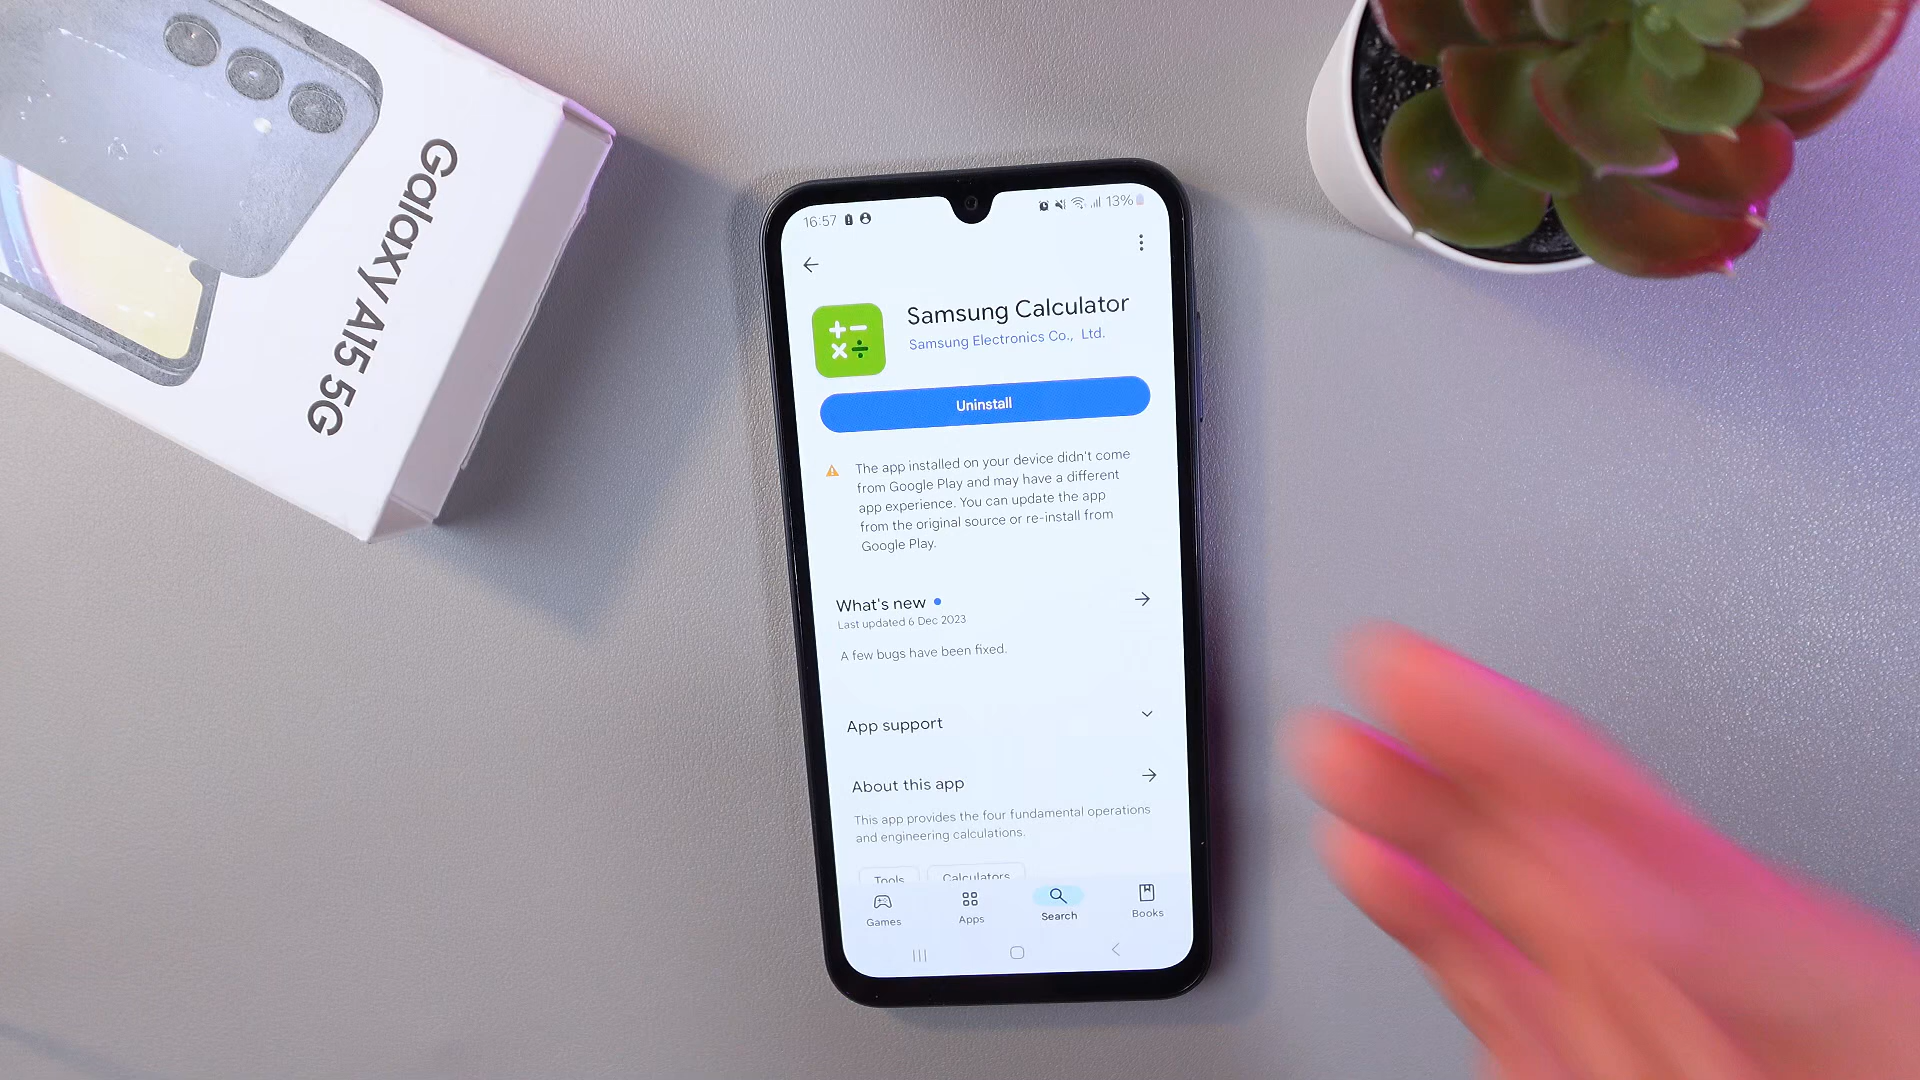 Galaxy A15 5G
16:57
13%
Samsung Calculator
Samsung Electronics Co., Ltd.
Uninstall
The app installed on your device didn't come
from Google Play and may have a different
app experience. You can update the app
from the original source or re-install from
Google Play.
What's new
Last updated 6 Dec 2023
A few bugs have been fixed.
App support
About this app
This app provides the four fundamental operations
and engineering calculations.
Tools Calculators
Games Apps Search Books